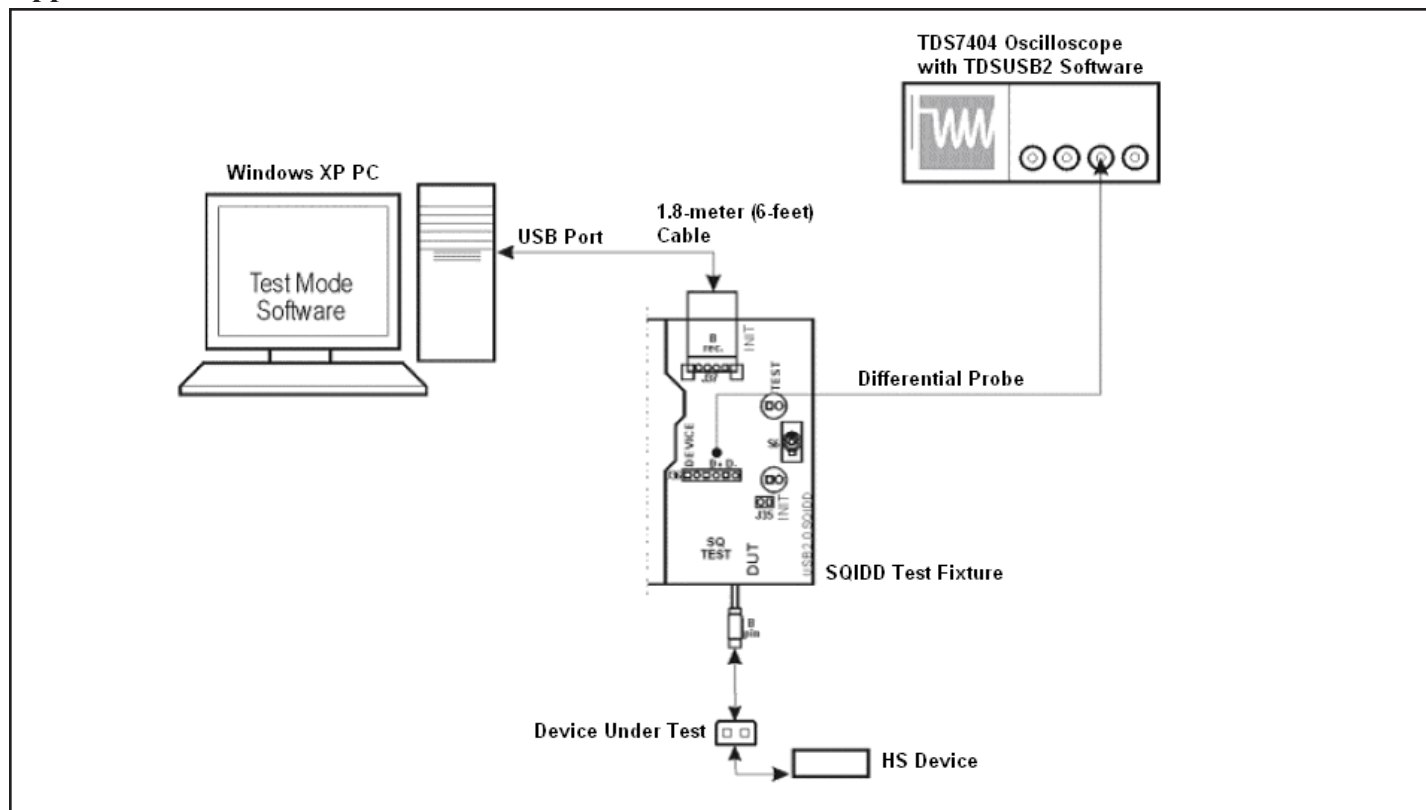 TDS7404 Oscilloscope
with TDSUSB2 Software
Windows XP PC
1.8-meter (6-feet)
Cable
USB Port
Test Mode
Software
B
rec.
INIT
J37
TEST
Differential Probe
DEVICE
S6
D+ D-
J35
INIT
SQ
TEST
DUT
USB2.0 SQIDD
SQIDD Test Fixture
B
pin
Device Under Test
HS Device